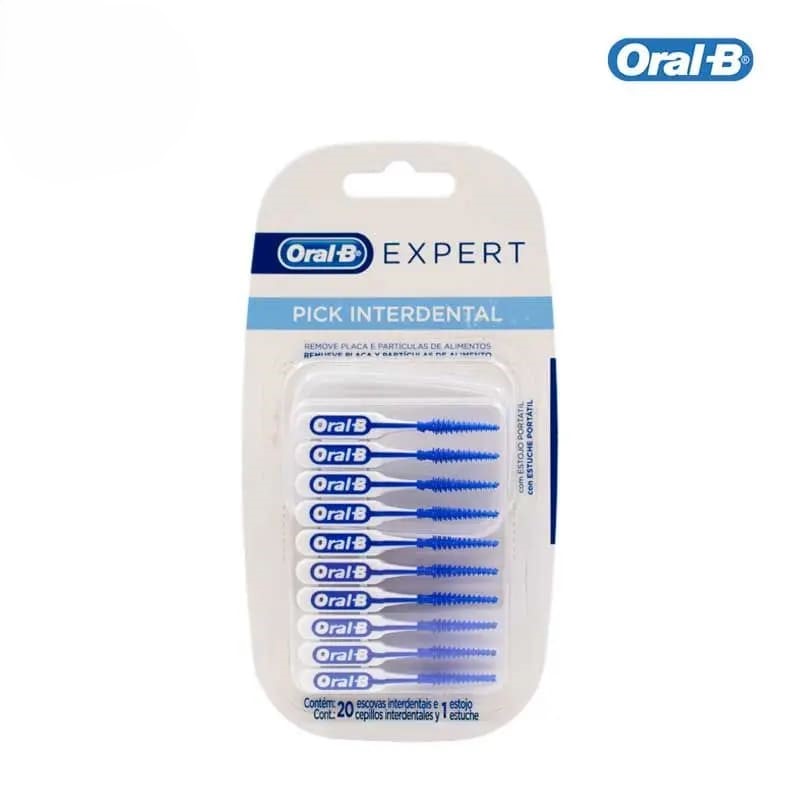 Oral-B®
Oral-B® EXPERT
PICK INTERDENTAL
REMOVE PLACA E PARTÍCULAS DE ALIMENTOS
REMUEVE PLACA Y PARTÍCULAS DE ALIMENTO
com ESTOJO PORTÁTIL
con ESTUCHE PORTÁTIL
Oral-B
Oral-B
Oral-B
Oral-B
Oral-B
Oral-B
Oral-B
Oral-B
Oral-B
Oral-B
Contém: 20 escovas interdentais e 1 estojo
Cont.: 20 cepillos interdentales y 1 estuche